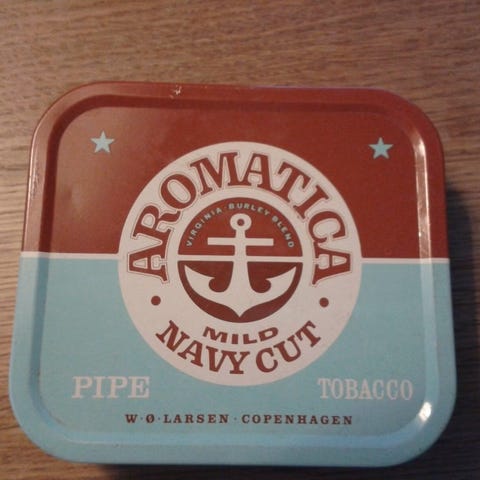 AROMATICA
VIRGINIA · BURLEY BLEND
· MILD ·
NAVY CUT
PIPE TOBACCO
W · Ø · LARSEN · COPENHAGEN